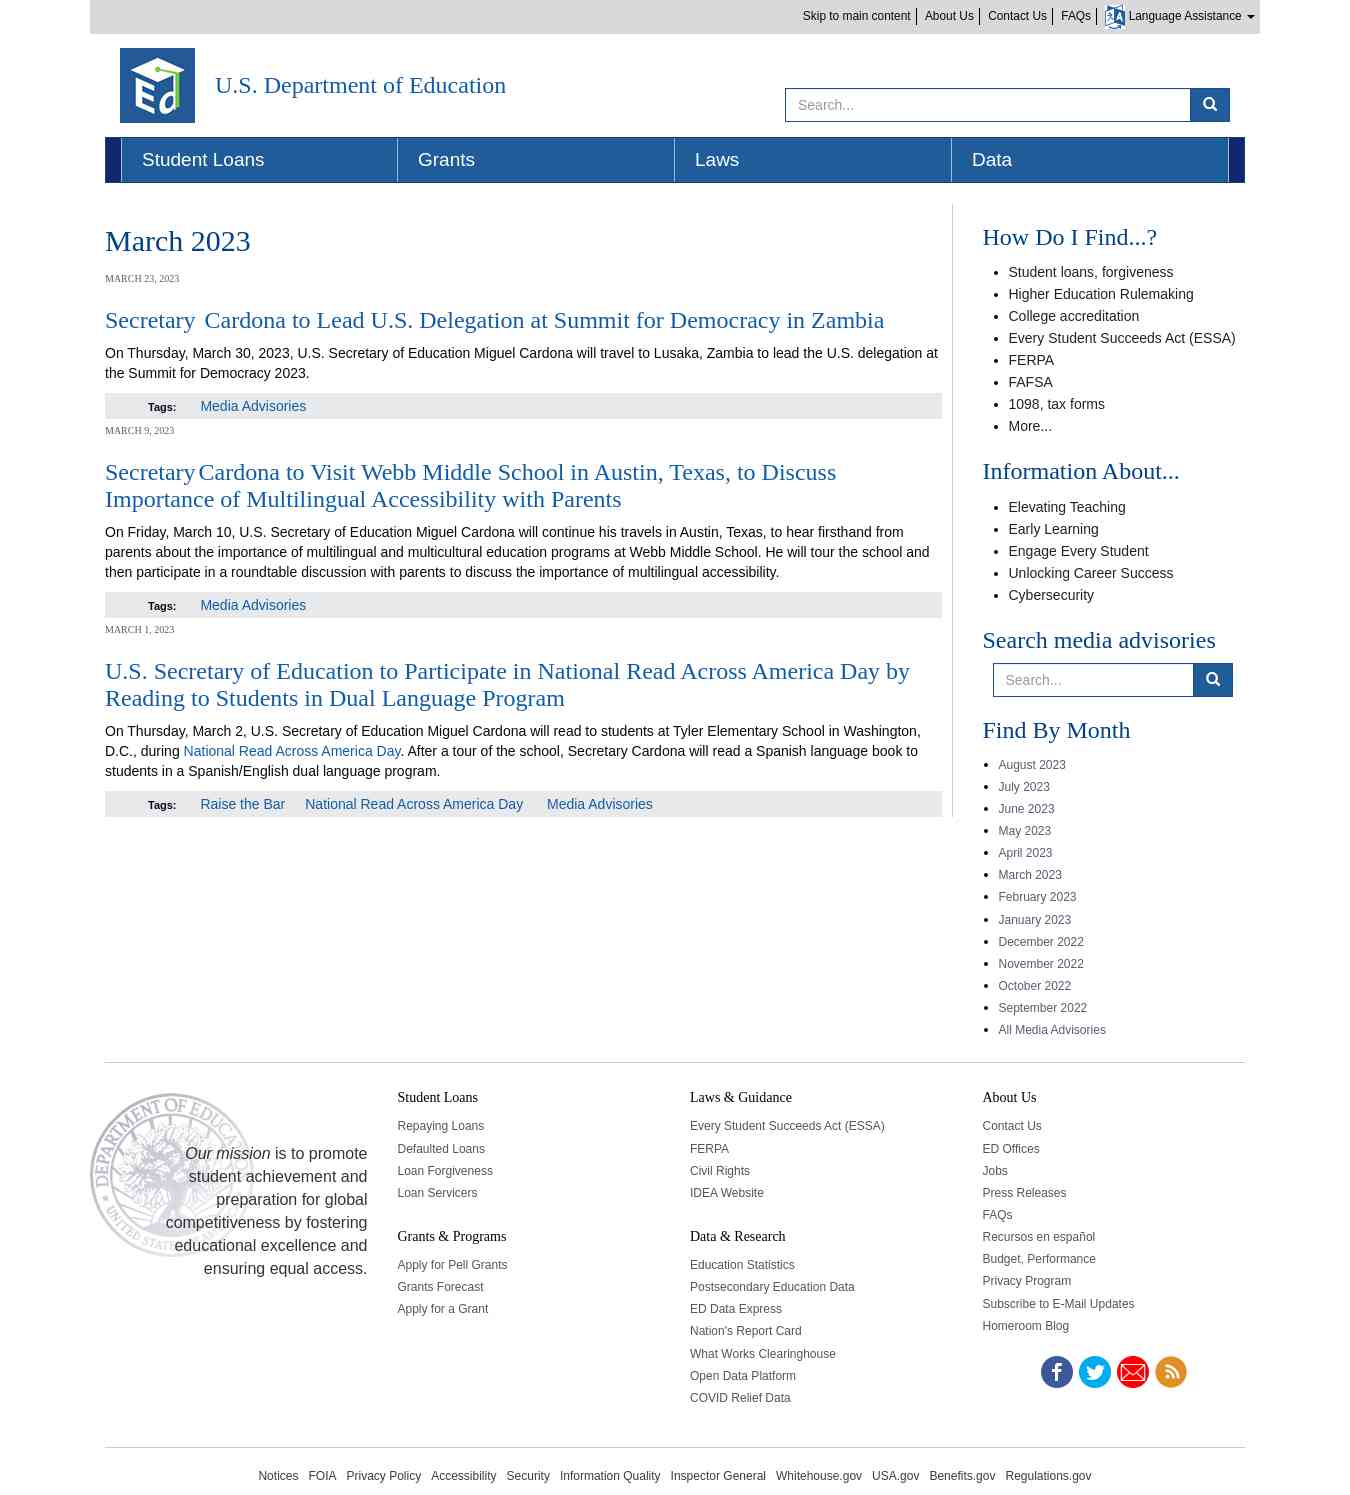 Skip to main content
About Us
Contact Us
FAQs
Language Assistance
Ed
U.S. Department of Education
Search...
Student Loans
Grants
Laws
Data
March 2023
MARCH 23, 2023
Secretary Cardona to Lead U.S. Delegation at Summit for Democracy in Zambia
On Thursday, March 30, 2023, U.S. Secretary of Education Miguel Cardona will travel to Lusaka, Zambia to lead the U.S. delegation at
the Summit for Democracy 2023.
Tags: Media Advisories
MARCH 9, 2023
Secretary Cardona to Visit Webb Middle School in Austin, Texas, to Discuss
Importance of Multilingual Accessibility with Parents
On Friday, March 10, U.S. Secretary of Education Miguel Cardona will continue his travels in Austin, Texas, to hear firsthand from
parents about the importance of multilingual and multicultural education programs at Webb Middle School. He will tour the school and
then participate in a roundtable discussion with parents to discuss the importance of multilingual accessibility.
Tags: Media Advisories
MARCH 1, 2023
U.S. Secretary of Education to Participate in National Read Across America Day by
Reading to Students in Dual Language Program
On Thursday, March 2, U.S. Secretary of Education Miguel Cardona will read to students at Tyler Elementary School in Washington,
D.C., during National Read Across America Day. After a tour of the school, Secretary Cardona will read a Spanish language book to
students in a Spanish/English dual language program.
Tags: Raise the Bar National Read Across America Day Media Advisories
How Do I Find...?
Student loans, forgiveness
Higher Education Rulemaking
College accreditation
Every Student Succeeds Act (ESSA)
FERPA
FAFSA
1098, tax forms
More...
Information About...
Elevating Teaching
Early Learning
Engage Every Student
Unlocking Career Success
Cybersecurity
Search media advisories
Search...
Find By Month
August 2023
July 2023
June 2023
May 2023
April 2023
March 2023
February 2023
January 2023
December 2022
November 2022
October 2022
September 2022
All Media Advisories
DEPARTMENT OF EDUCA
UNITED STAT
Our mission is to promote
student achievement and
preparation for global
competitiveness by fostering
educational excellence and
ensuring equal access.
Student Loans
Repaying Loans
Defaulted Loans
Loan Forgiveness
Loan Servicers
Grants & Programs
Apply for Pell Grants
Grants Forecast
Apply for a Grant
Laws & Guidance
Every Student Succeeds Act (ESSA)
FERPA
Civil Rights
IDEA Website
Data & Research
Education Statistics
Postsecondary Education Data
ED Data Express
Nation's Report Card
What Works Clearinghouse
Open Data Platform
COVID Relief Data
About Us
Contact Us
ED Offices
Jobs
Press Releases
FAQs
Recursos en español
Budget, Performance
Privacy Program
Subscribe to E-Mail Updates
Homeroom Blog
Notices FOIA Privacy Policy Accessibility Security Information Quality Inspector General Whitehouse.gov USA.gov Benefits.gov Regulations.gov